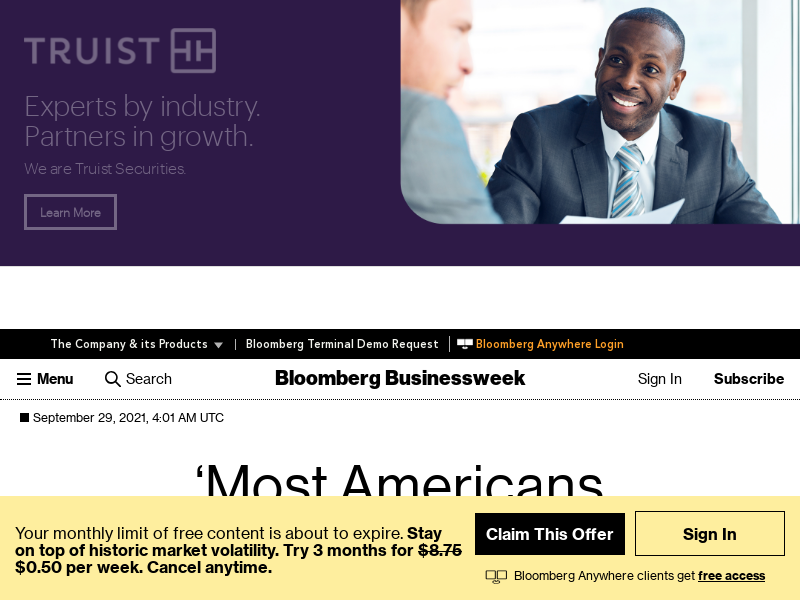 TRUIST
Experts by industry.
Partners in growth.
We are Truist Securities.
Learn More
The Company & its Products
Bloomberg Terminal Demo Request
Bloomberg Anywhere Login
Menu
Search
Bloomberg Businessweek
Sign In
Subscribe
September 29, 2021, 4:01 AM UTC
‘Most Americans
Your monthly limit of free content is about to expire. Stay
on top of historic market volatility. Try 3 months for $8.75
$0.50 per week. Cancel anytime.
Claim This Offer
Sign In
Bloomberg Anywhere clients get free access